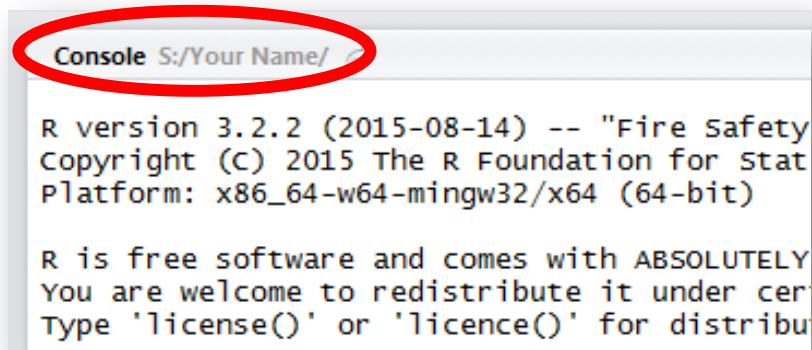 Console S:/Your Name/
R version 3.2.2 (2015-08-14) -- "Fire Safety
Copyright (C) 2015 The R Foundation for Stat
Platform: x86_64-w64-mingw32/x64 (64-bit)
R is free software and comes with ABSOLUTELY
You are welcome to redistribute it under cer
Type 'license()' or 'licence()' for distribu